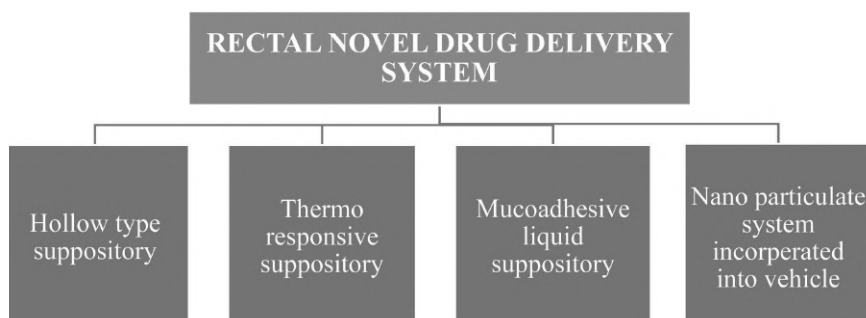 RECTAL NOVEL DRUG DELIVERY
SYSTEM
Hollow type
suppository
Thermo
responsive
suppository
Mucoadhesive
liquid
suppository
Nano particulate
system
incorperated
into vehicle